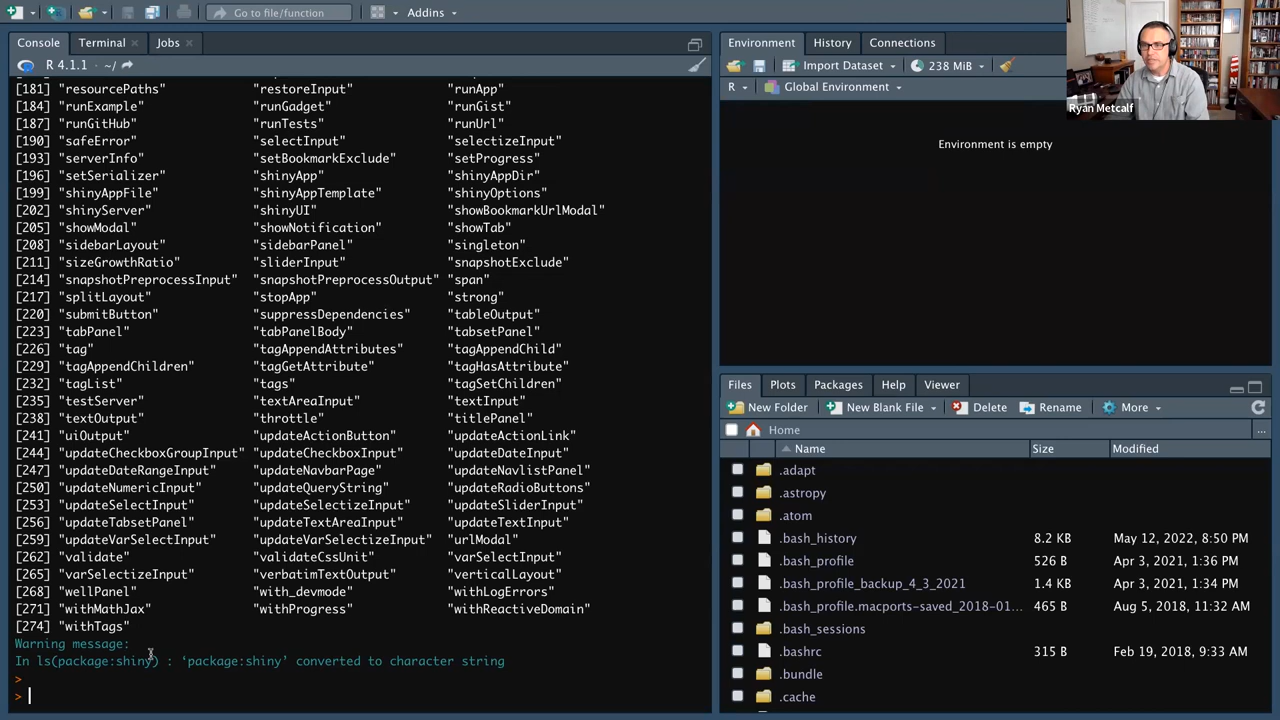 Go to file/function
Addins
Console
Terminal
Jobs
R 4.1.1 · ~/
[181] "resourcePaths" "restoreInput" "runApp"
[184] "runExample" "runGadget" "runGist"
[187] "runGitHub" "runTests" "runUrl"
[190] "safeError" "selectInput" "selectizeInput"
[193] "serverInfo" "setBookmarkExclude" "setProgress"
[196] "setSerializer" "shinyApp" "shinyAppDir"
[199] "shinyAppFile" "shinyAppTemplate" "shinyOptions"
[202] "shinyServer" "shinyUI" "showBookmarkUrlModal"
[205] "showModal" "showNotification" "showTab"
[208] "sidebarLayout" "sidebarPanel" "singleton"
[211] "sizeGrowthRatio" "sliderInput" "snapshotExclude"
[214] "snapshotPreprocessInput" "snapshotPreprocessOutput" "span"
[217] "splitLayout" "stopApp" "strong"
[220] "submitButton" "suppressDependencies" "tableOutput"
[223] "tabPanel" "tabPanelBody" "tabsetPanel"
[226] "tag" "tagAppendAttributes" "tagAppendChild"
[229] "tagAppendChildren" "tagGetAttribute" "tagHasAttribute"
[232] "tagList" "tags" "tagSetChildren"
[235] "testServer" "textAreaInput" "textInput"
[238] "textOutput" "throttle" "titlePanel"
[241] "uiOutput" "updateActionButton" "updateActionLink"
[244] "updateCheckboxGroupInput" "updateCheckboxInput" "updateDateInput"
[247] "updateDateRangeInput" "updateNavbarPage" "updateNavlistPanel"
[250] "updateNumericInput" "updateQueryString" "updateRadioButtons"
[253] "updateSelectInput" "updateSelectizeInput" "updateSliderInput"
[256] "updateTabsetPanel" "updateTextAreaInput" "updateTextInput"
[259] "updateVarSelectInput" "updateVarSelectizeInput" "urlModal"
[262] "validate" "validateCssUnit" "varSelectInput"
[265] "varSelectizeInput" "verbatimTextOutput" "verticalLayout"
[268] "wellPanel" "with_devmode" "withLogErrors"
[271] "withMathJax" "withProgress" "withReactiveDomain"
[274] "withTags"
Warning message:
In ls(package:shiny) : ‘package:shiny’ converted to character string
>
>
Environment
History
Connections
Import Dataset
238 MiB
R
Global Environment
Environment is empty
Ryan Metcalf
Files
Plots
Packages
Help
Viewer
New Folder
New Blank File
Delete
Rename
More
Home
...
Name Size Modified
.adapt
.astropy
.atom
.bash_history 8.2 KB May 12, 2022, 8:50 PM
.bash_profile 526 B Apr 3, 2021, 1:36 PM
.bash_profile_backup_4_3_2021 1.4 KB Apr 3, 2021, 1:34 PM
.bash_profile.macports-saved_2018-01... 465 B Aug 5, 2018, 11:32 AM
.bash_sessions
.bashrc 315 B Feb 19, 2018, 9:33 AM
.bundle
.cache